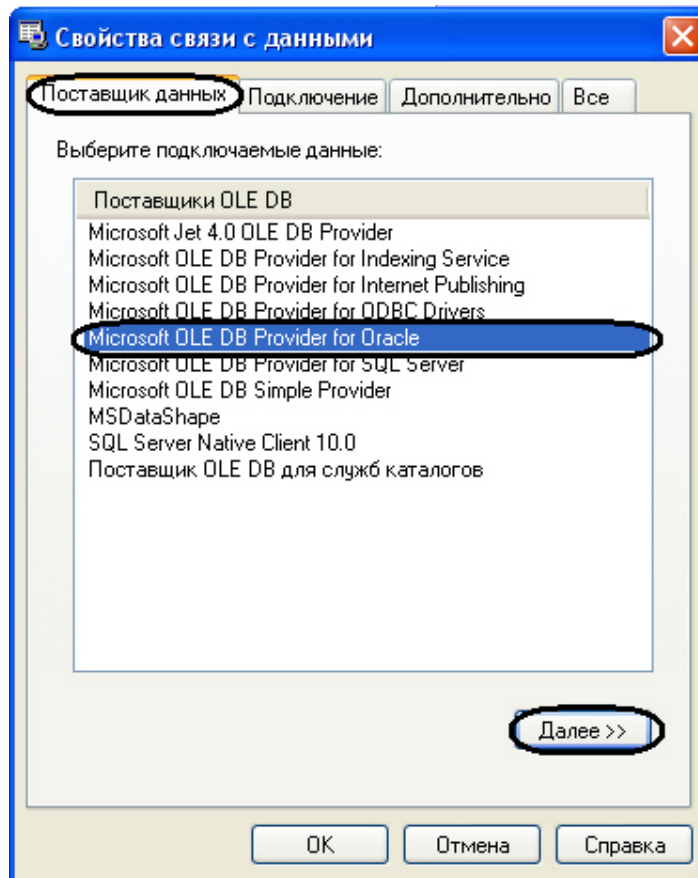 Свойства связи с данными
Поставщик данных Подключение Дополнительно Все
Выберите подключаемые данные:
Поставщики OLE DB
Microsoft Jet 4.0 OLE DB Provider
Microsoft OLE DB Provider for Indexing Service
Microsoft OLE DB Provider for Internet Publishing
Microsoft OLE DB Provider for ODBC Drivers
Microsoft OLE DB Provider for Oracle
Microsoft OLE DB Provider for SQL Server
Microsoft OLE DB Simple Provider
MSDataShape
SQL Server Native Client 10.0
Поставщик OLE DB для служб каталогов
Далее >>
OK Отмена Справка